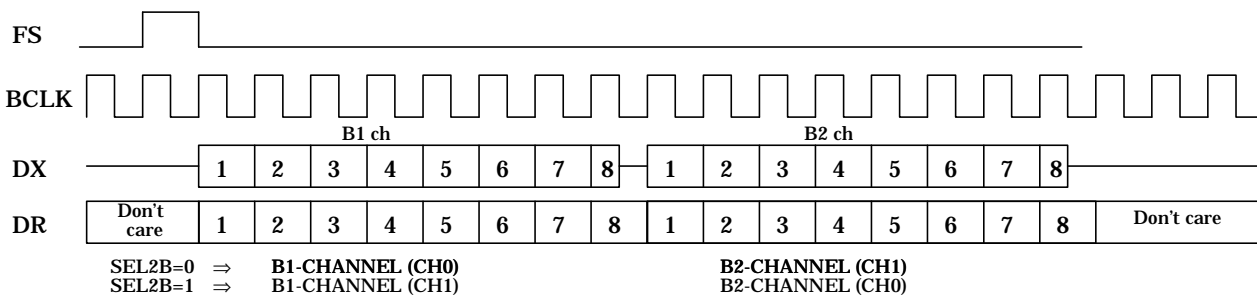 FS
BCLK
B1 ch B2 ch
DX 1 2 3 4 5 6 7 8 1 2 3 4 5 6 7 8
DR Don't care 1 2 3 4 5 6 7 8 1 2 3 4 5 6 7 8 Don't care
SEL2B=0 ⇒ B1-CHANNEL (CH0) B2-CHANNEL (CH1)
SEL2B=1 ⇒ B1-CHANNEL (CH1) B2-CHANNEL (CH0)